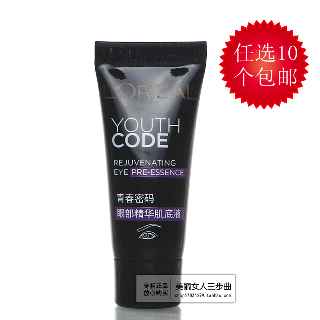 任选10
个包邮
L'ORÉAL
YOUTH
CODE
REJUVENATING
EYE PRE-ESSENCE
青春密码
眼部精华肌底液
美丽女人三步曲